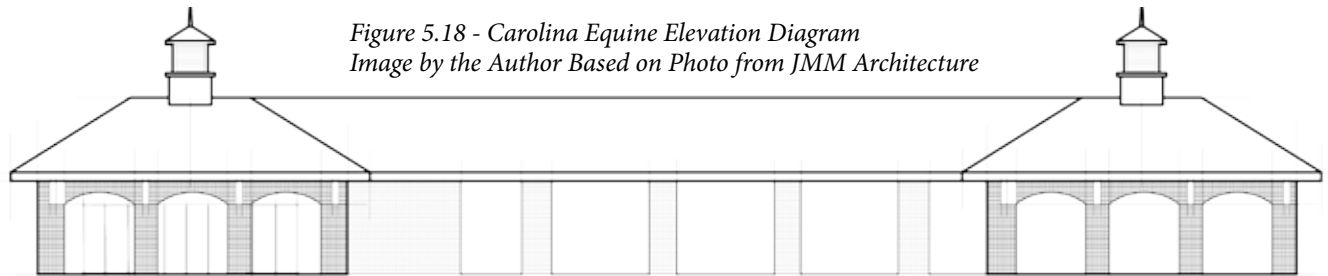 Figure 5.18 - Carolina Equine Elevation Diagram
Image by the Author Based on Photo from JMM Architecture